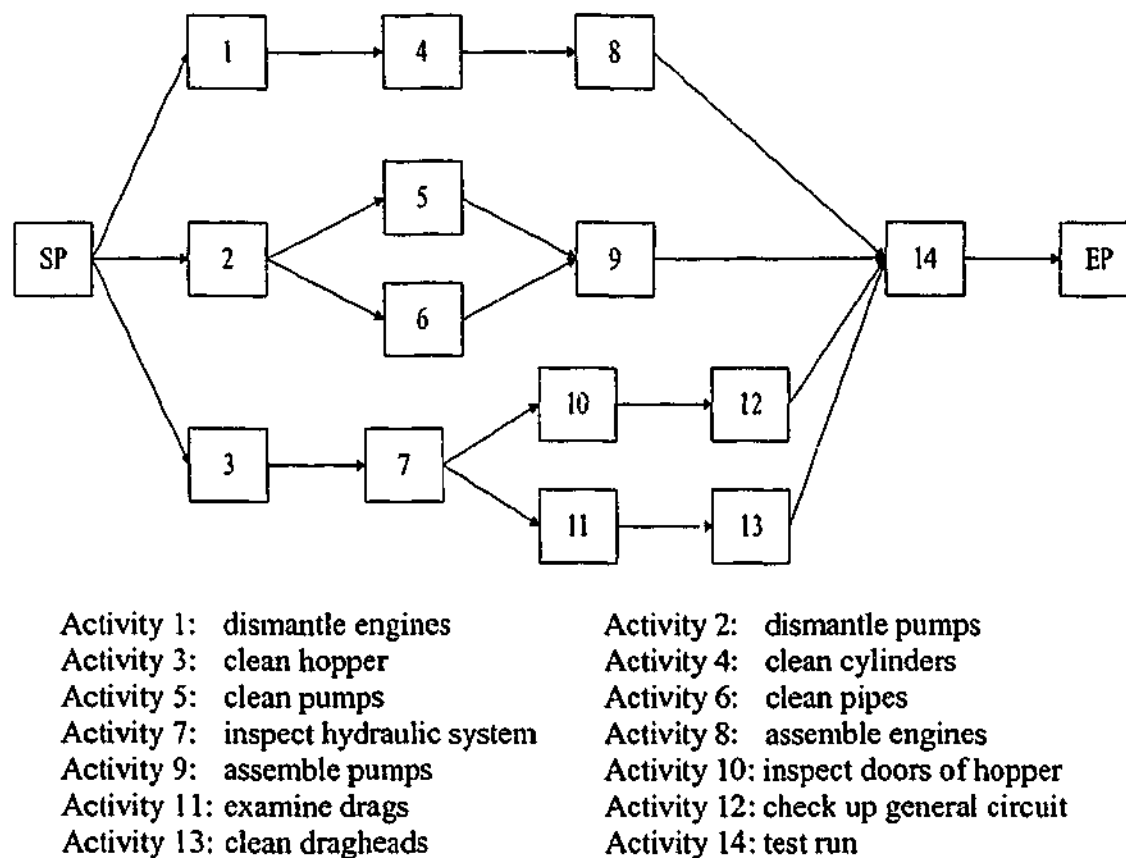 1 4 8
5
SP 2 9 14 EP
6
10 12
3 7
11 13
Activity 1: dismantle engines
Activity 2: dismantle pumps
Activity 3: clean hopper
Activity 4: clean cylinders
Activity 5: clean pumps
Activity 6: clean pipes
Activity 7: inspect hydraulic system
Activity 8: assemble engines
Activity 9: assemble pumps
Activity 10: inspect doors of hopper
Activity 11: examine drags
Activity 12: check up general circuit
Activity 13: clean dragheads
Activity 14: test run